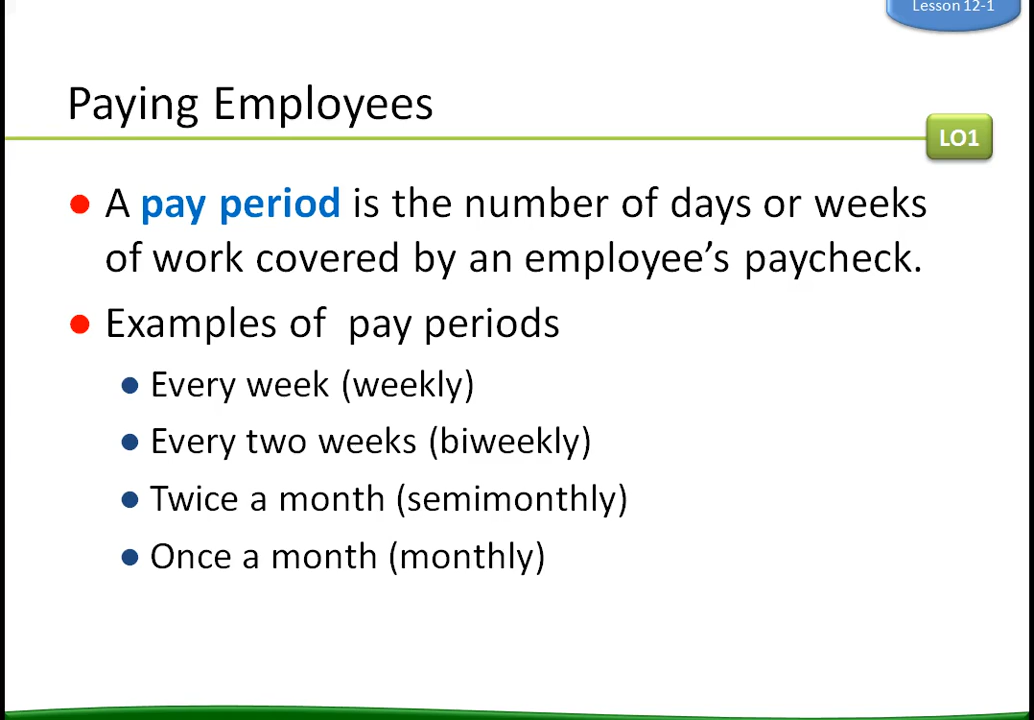 Lesson 12-1
Paying Employees
LO1
● A pay period is the number of days or weeks
of work covered by an employee’s paycheck.
● Examples of  pay periods
● Every week (weekly)
● Every two weeks (biweekly)
● Twice a month (semimonthly)
● Once a month (monthly)